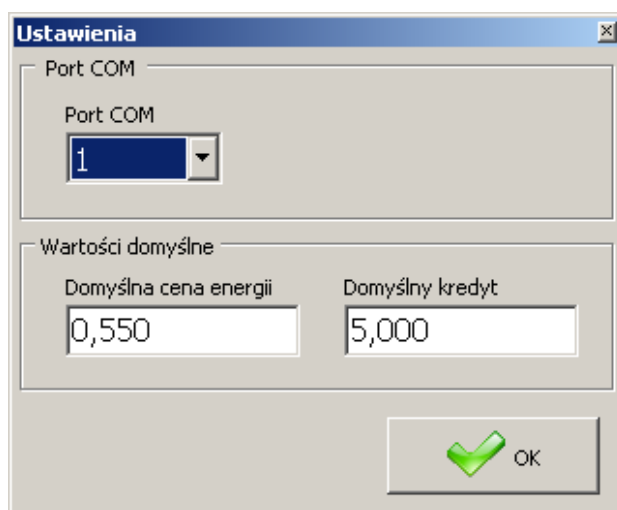 Ustawienia
Port COM
Port COM
1
Wartości domyślne
Domyślna cena energii Domyślny kredyt
0,550 5,000
OK